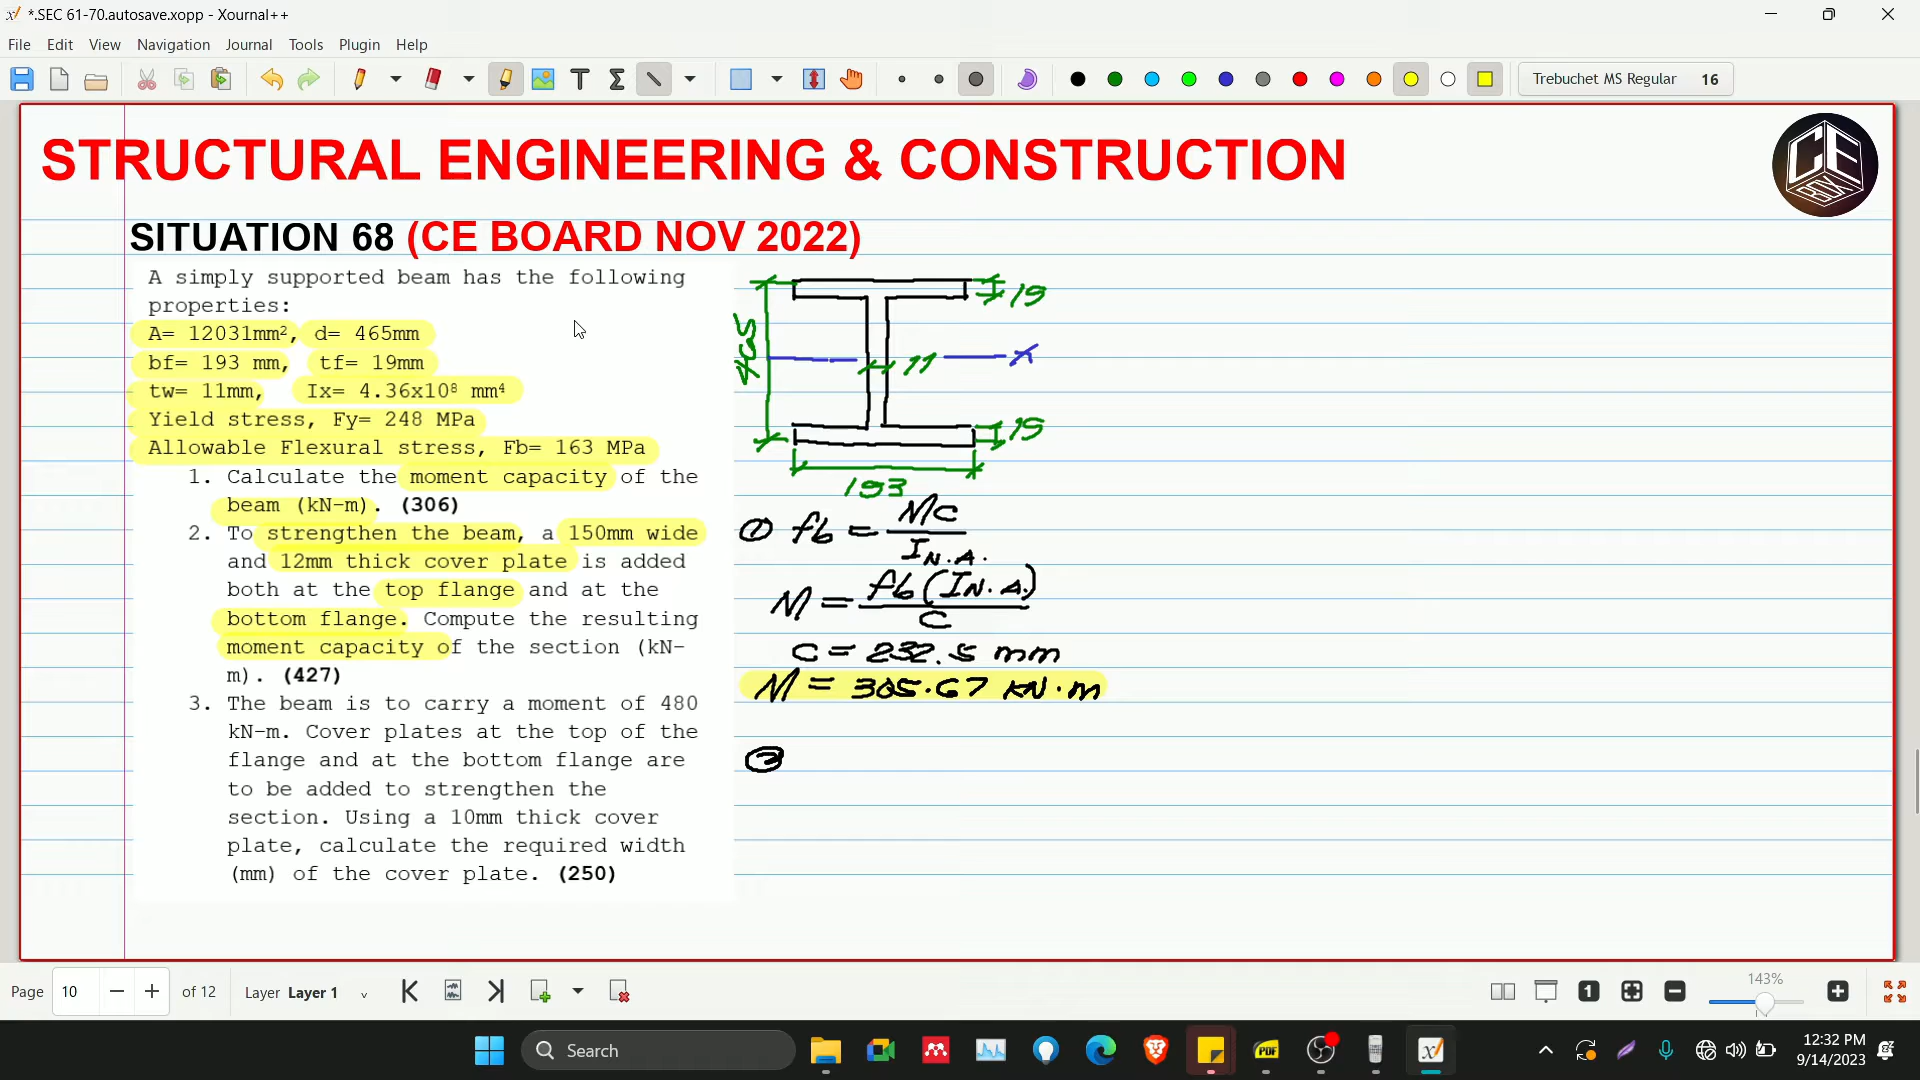 *.SEC 61-70.autosave.xopp - Xournal++
File Edit View Navigation Journal Tools Plugin Help
Trebuchet MS Regular 16
STRUCTURAL ENGINEERING & CONSTRUCTION
CE
BOX
SITUATION 68 (CE BOARD NOV 2022)
A simply supported beam has the following
properties:
A= 12031mm², d= 465mm
bf= 193 mm, tf= 19mm
tw= 11mm, Ix= 4.36x10⁸ mm⁴
Yield stress, Fy= 248 MPa
Allowable Flexural stress, Fb= 163 MPa
1. Calculate the moment capacity of the
beam (kN-m). (306)
2. To strengthen the beam, a 150mm wide
and 12mm thick cover plate is added
both at the top flange and at the
bottom flange. Compute the resulting
moment capacity of the section (kN-
m). (427)
3. The beam is to carry a moment of 480
kN-m. Cover plates at the top of the
flange and at the bottom flange are
to be added to strengthen the
section. Using a 10mm thick cover
plate, calculate the required width
(mm) of the cover plate. (250)
19
465
11 x
19
193
① fb = Mc
I N.A.
M = fb (I N.A.)
C
C = 232.5 mm
M = 305.67 kN·m
②
Page 10 of 12 Layer Layer 1
1
143%
Search
PDF
12:32 PM
9/14/2023